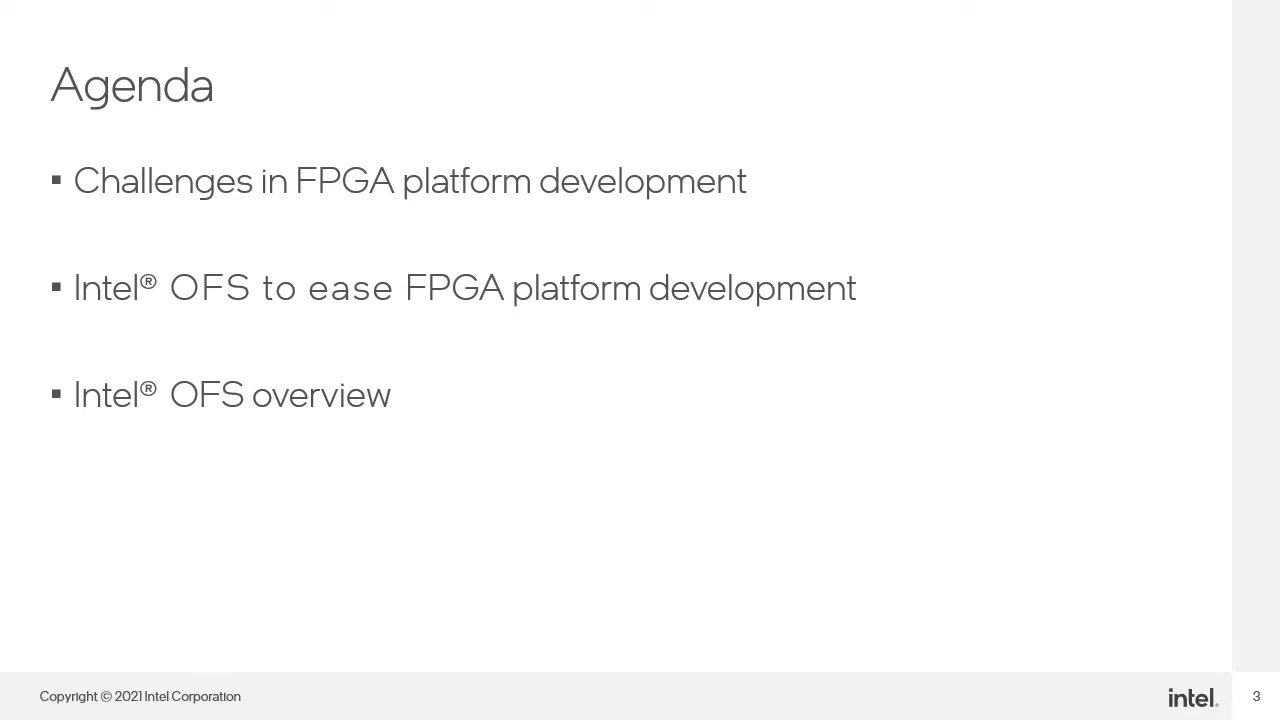 Agenda
▪ Challenges in FPGA platform development
▪ Intel® OFS to ease FPGA platform development
▪ Intel® OFS overview
Copyright © 2021 Intel Corporation
intel.
3